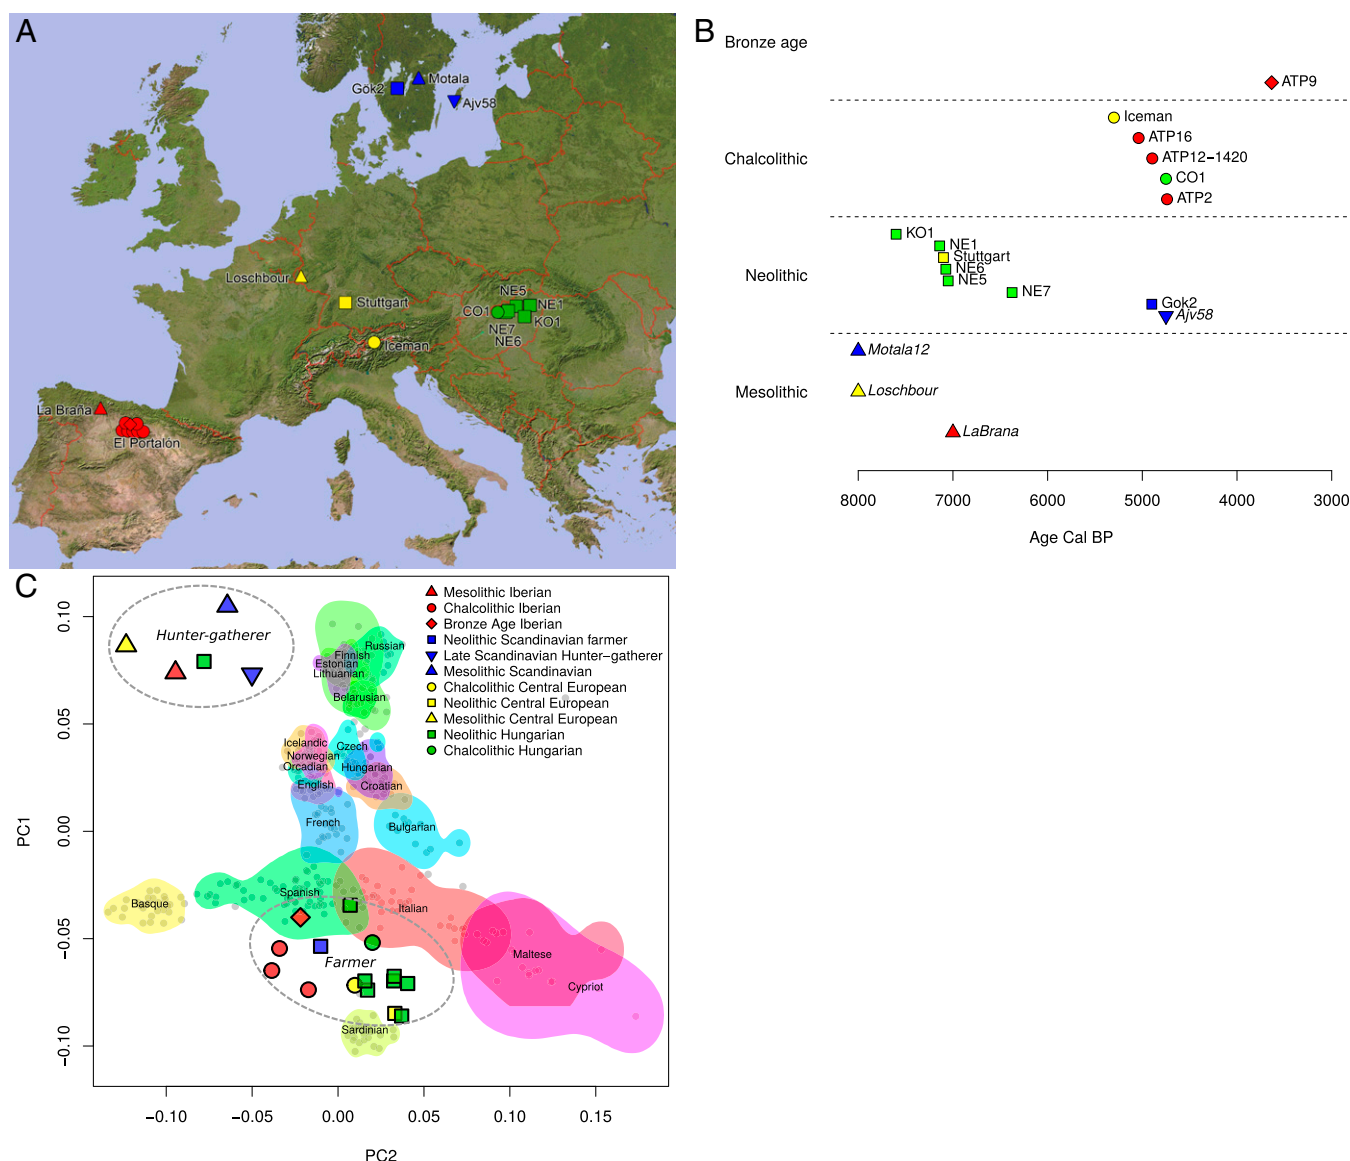 A
Motala
Gök2
Ajv58
Loschbour
Stuttgart
NE5
CO1
NE1
KO1
NE7
NE6
Iceman
La Braña
El Portalón
B
Bronze age
ATP9
Iceman
ATP16
Chalcolithic
ATP12-1420
CO1
ATP2
KO1
NE1
Stuttgart
NE6
Neolithic
NE5
NE7
Gok2
Ajv58
Motala12
Mesolithic
Loschbour
LaBrana
8000 7000 6000 5000 4000 3000
Age Cal BP
C
Mesolithic Iberian
Chalcolithic Iberian
Bronze Age Iberian
Neolithic Scandinavian farmer
Late Scandinavian Hunter-gatherer
Mesolithic Scandinavian
Chalcolithic Central European
Neolithic Central European
Mesolithic Central European
Neolithic Hungarian
Chalcolithic Hungarian
Hunter-gatherer
Russian
Finnish
Estonian
Lithuanian
Belarusian
Icelandic
Czech
Norwegian
Orcadian
Hungarian
English
Croatian
French
Bulgarian
Spanish
Basque
Italian
Maltese
Farmer
Cypriot
Sardinian
0.10
0.05
0.00
-0.05
-0.10
PC1
-0.10 -0.05 0.00 0.05 0.10 0.15
PC2